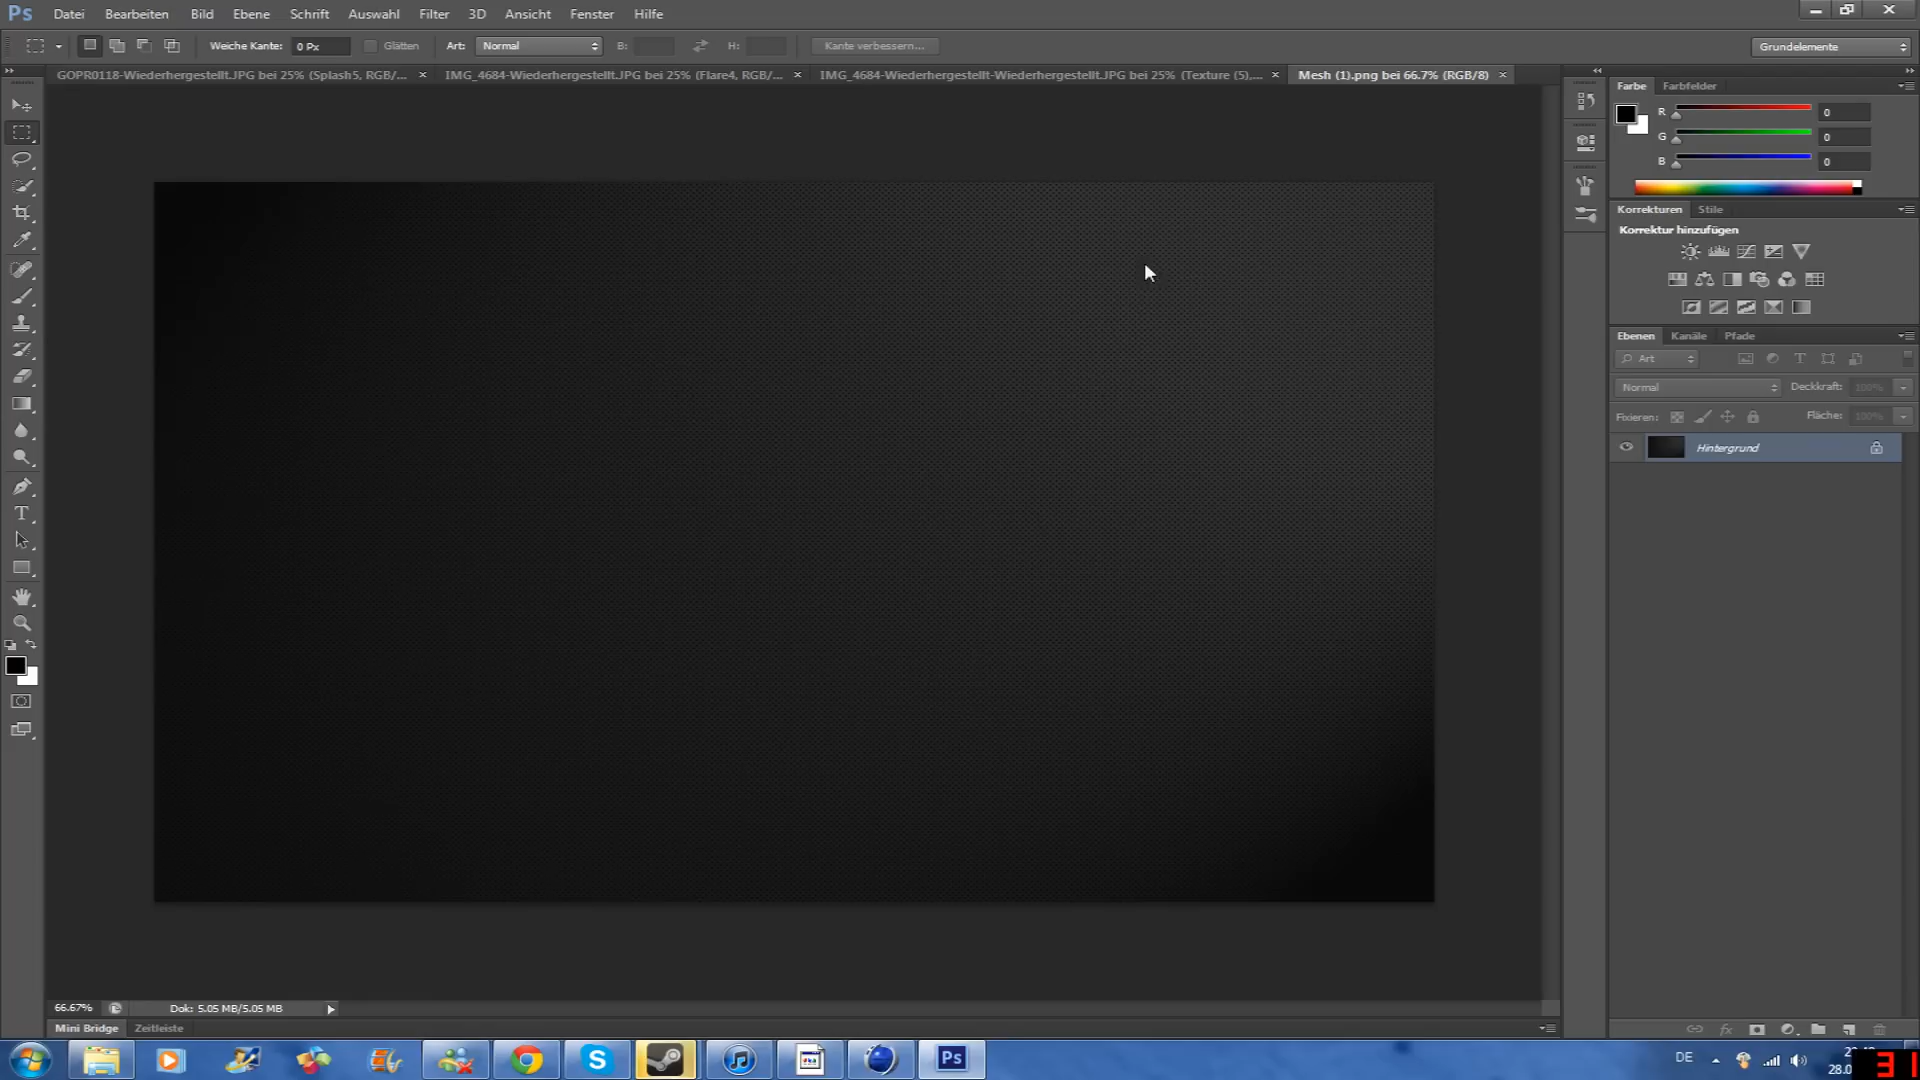 Ps Datei Bearbeiten Bild Ebene Schrift Auswahl Filter 3D Ansicht Fenster Hilfe
Weiche Kante: 0 Px Glätten Art: Normal B: H: Kante verbessern... Grundelemente
GOPR0118-Wiederhergestellt.JPG bei 25% (Splash5, RGB/... IMG_4684-Wiederhergestellt.JPG bei 25% (Flare4, RGB/... IMG_4684-Wiederhergestellt-Wiederhergestellt.JPG bei 25% (Texture (5),... Mesh (1).png bei 66.7% (RGB/8)
Farbe Farbfelder
R 0
G 0
B 0
Korrekturen Stile
Korrektur hinzufügen
Ebenen Kanäle Pfade
Art
Normal Deckkraft: 100%
Fixieren: Fläche: 100%
Hintergrund
66.67% Dok: 5.05 MB/5.05 MB
Mini Bridge Zeitleiste
Ps DE
28.0
31